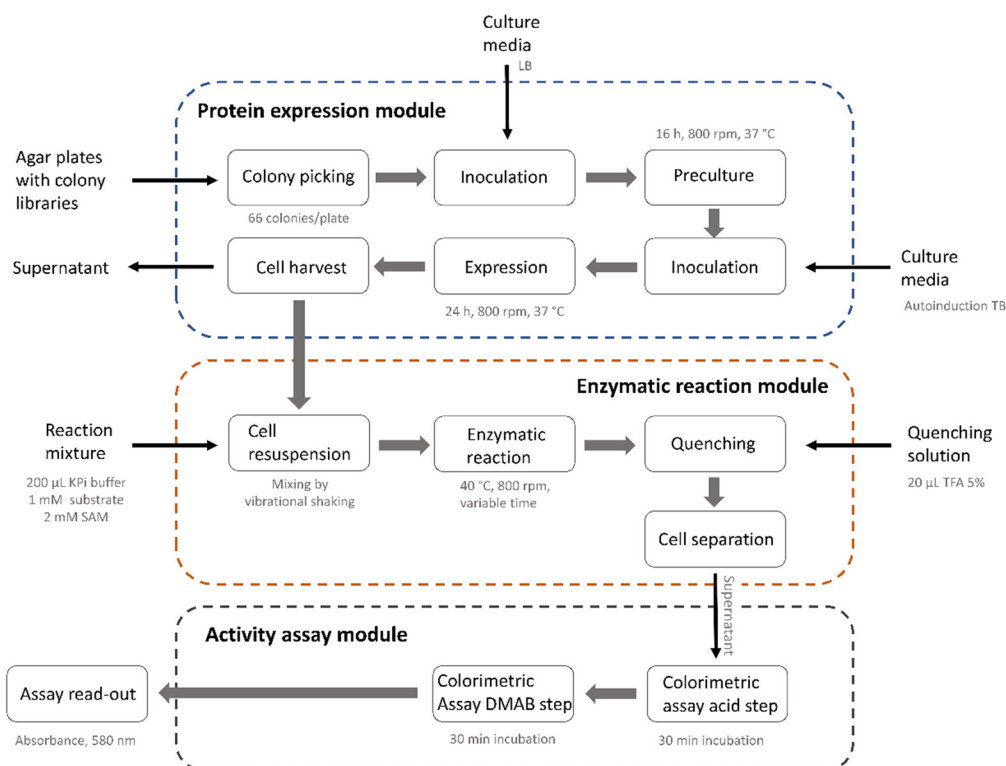 Culture
media
LB
Protein expression module
16 h, 800 rpm, 37 °C
Agar plates
with colony
libraries
Colony picking
Inoculation
Preculture
66 colonies/plate
Supernatant
Cell harvest
Expression
Inoculation
Culture
media
24 h, 800 rpm, 37 °C
Autoinduction TB
Enzymatic reaction module
Reaction
mixture
Cell
resuspension
Enzymatic
reaction
Quenching
Quenching
solution
200 µL KPi buffer
1 mM substrate
2 mM SAM
Mixing by
vibrational shaking
40 °C, 800 rpm,
variable time
20 µL TFA 5%
Cell separation
Supernatant
Activity assay module
Assay read-out
Colorimetric
Assay DMAB step
Colorimetric
assay acid step
Absorbance, 580 nm
30 min incubation
30 min incubation